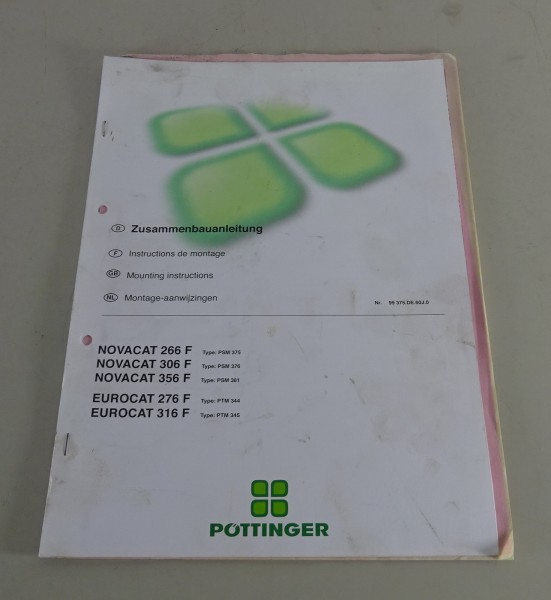 D Zusammenbauanleitung
F Instructions de montage
GB Mounting instructions
NL Montage-aanwijzingen
Nr.
NOVACAT 266 F Type: PSM 375
NOVACAT 306 F Type: PSM 376
NOVACAT 356 F Type: PSM 381
EUROCAT 276 F Type: PTM 344
EUROCAT 316 F Type: PTM 345
PÖTTINGER